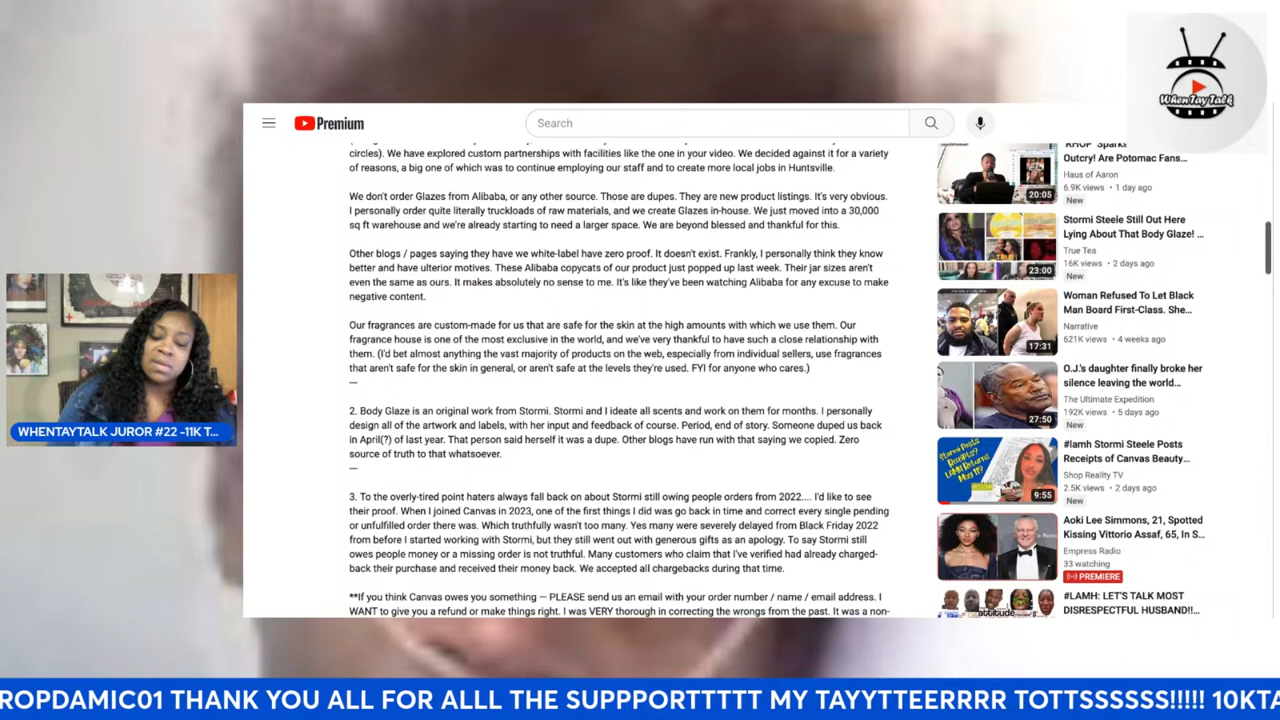 WhenTayTalk
Premium
Search
circles). We have explored custom partnerships with facilities like the one in your video. We decided against it for a variety
of reasons, a big one of which was to continue employing our staff and to create more local jobs in Huntsville.
We don't order Glazes from Alibaba, or any other source. Those are dupes. They are new product listings. It's very obvious.
I personally order quite literally truckloads of raw materials, and we create Glazes in-house. We just moved into a 30,000
sq ft warehouse and we're already starting to need a larger space. We are beyond blessed and thankful for this.
Other blogs / pages saying they have we white-label have zero proof. It doesn't exist. Frankly, I personally think they know
better and have ulterior motives. These Alibaba copycats of our product just popped up last week. Their jar sizes aren't
even the same as ours. It makes absolutely no sense to me. It's like they've been watching Alibaba for any excuse to make
negative content.
Our fragrances are custom-made for us that are safe for the skin at the high amounts with which we use them. Our
fragrance house is one of the most exclusive in the world, and we've very thankful to have such a close relationship with
them. (I'd bet almost anything the vast majority of products on the web, especially from individual sellers, use fragrances
that aren't safe for the skin in general, or aren't safe at the levels they're used. FYI for anyone who cares.)
---
2. Body Glaze is an original work from Stormi. Stormi and I ideate all scents and work on them for months. I personally
design all of the artwork and labels, with her input and feedback of course. Period, end of story. Someone duped us back
in April(?) of last year. That person said herself it was a dupe. Other blogs have run with that saying we copied. Zero
source of truth to that whatsoever.
---
3. To the overly-tired point haters always fall back on about Stormi still owing people orders from 2022.... I'd like to see
their proof. When I joined Canvas in 2023, one of the first things I did was go back in time and correct every single pending
or unfulfilled order there was. Which truthfully wasn't too many. Yes many were severely delayed from Black Friday 2022
from before I started working with Stormi, but they still went out with generous gifts as an apology. To say Stormi still
owes people money or a missing order is not truthful. Many customers who claim that I've verified had already charged-
back their purchase and received their money back. We accepted all chargebacks during that time.
**If you think Canvas owes you something — PLEASE send us an email with your order number / name / email address. I
WANT to give you a refund or make things right. I was VERY thorough in correcting the wrongs from the past. It was a non-
"RHOP" Sparks
Outcry! Are Potomac Fans...
Haus of Aaron
6.9K views • 1 day ago
New
20:05
Stormi Steele Still Out Here
Lying About That Body Glaze! ...
True Tea
16K views • 2 days ago
New
23:00
Woman Refused To Let Black
Man Board First-Class. She...
Narrative
621K views • 4 weeks ago
17:31
O.J.'s daughter finally broke her
silence leaving the world...
The Ultimate Expedition
192K views • 5 days ago
New
27:50
#lamh Stormi Steele Posts
Receipts of Canvas Beauty...
Shop Reality TV
2.5K views • 2 days ago
New
Stormi Posts
Receipts?
LAMH Returns
May 11?
9:55
Aoki Lee Simmons, 21, Spotted
Kissing Vittorio Assaf, 65, In S...
Empress Radio
33 watching
PREMIERE
#LAMH: LET'S TALK MOST
DISRESPECTFUL HUSBAND!!...
attitude
WHENTAYTALK JUROR #22 -11K T...
ROPDAMIC01 THANK YOU ALL FOR ALLL THE SUPPPORTTTTT MY TAYYTTEERRRR TOTTSSSSSS!!!!! 10KTA